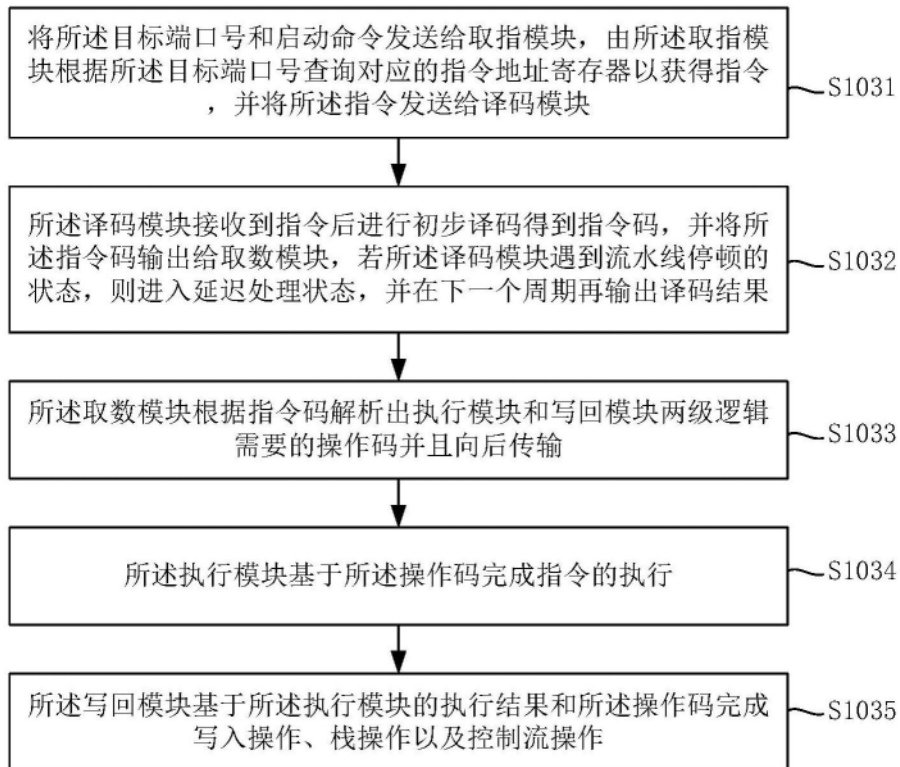 将所述目标端口号和启动命令发送给取指模块，由所述取指模
块根据所述目标端口号查询对应的指令地址寄存器以获得指令
，并将所述指令发送给译码模块
S1031
所述译码模块接收到指令后进行初步译码得到指令码，并将所
述指令码输出给取数模块，若所述译码模块遇到流水线停顿的
状态，则进入延迟处理状态，并在下一个周期再输出译码结果
S1032
所述取数模块根据指令码解析出执行模块和写回模块两级逻辑
需要的操作码并且向后传输
S1033
所述执行模块基于所述操作码完成指令的执行
S1034
所述写回模块基于所述执行模块的执行结果和所述操作码完成
写入操作、栈操作以及控制流操作
S1035